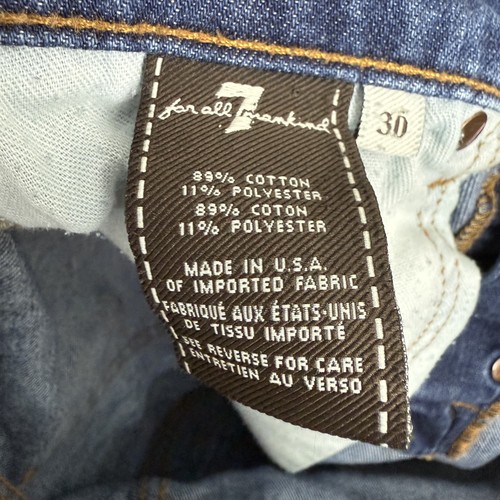 for all 7 mankind
30
89% COTTON
11% POLYESTER
89% COTON
11% POLYESTER
MADE IN U.S.A.
OF IMPORTED FABRIC
FABRIQUÉ AUX ÉTATS-UNIS
DE TISSU IMPORTÉ
SEE REVERSE FOR CARE
ENTRETIEN AU VERSO